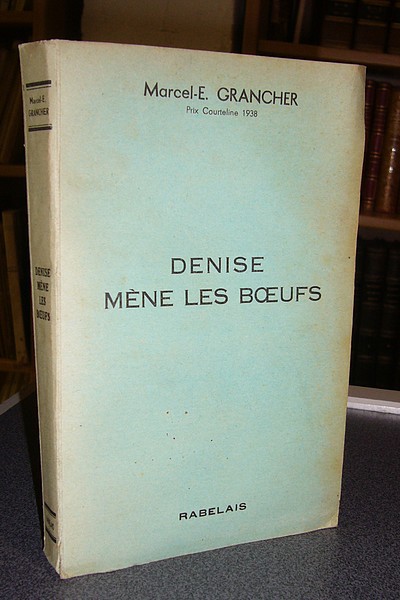 Marcel-E. GRANCHER
Prix Courteline 1938
DENISE
MÈNE LES BŒUFS
RABELAIS
Marcel-E.
GRANCHER
DENISE
MÈNE
LES
BŒUFS